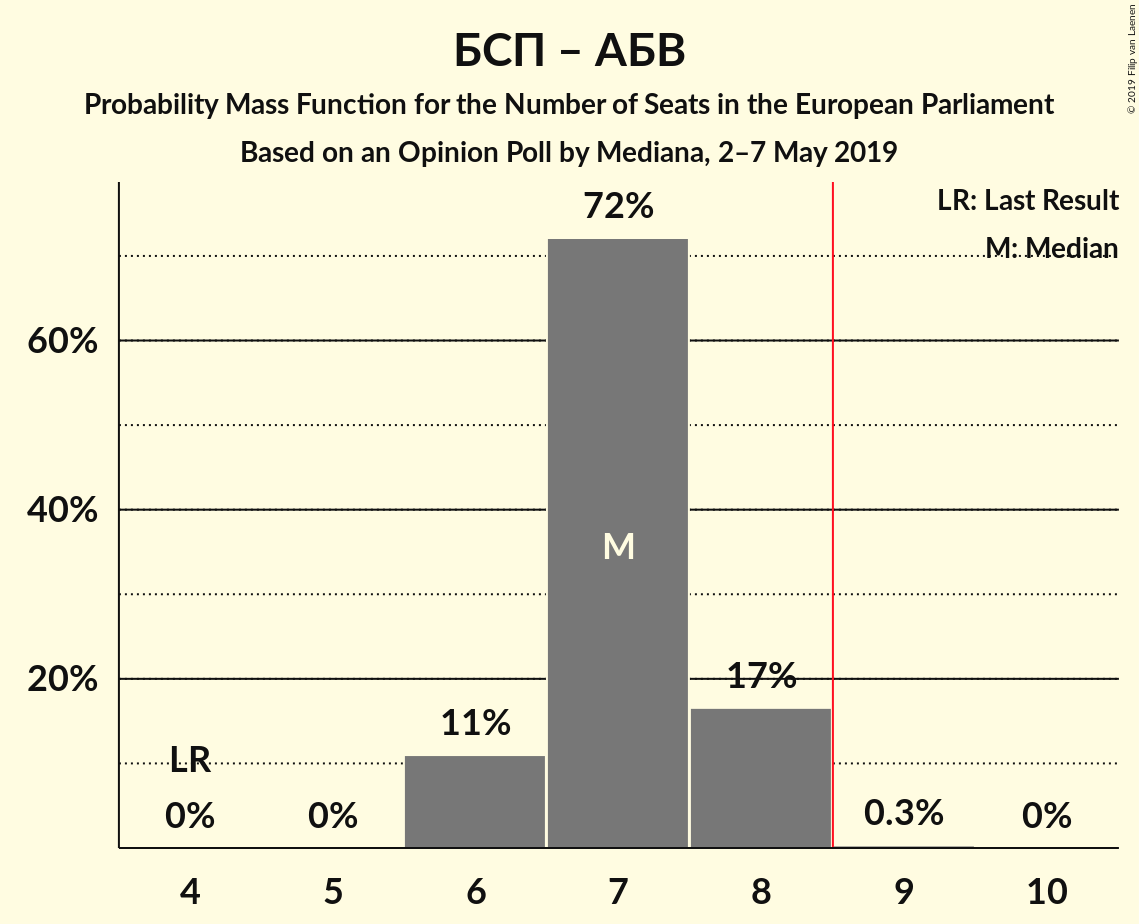 БСП – АБВ
Probability Mass Function for the Number of Seats in the European Parliament
Based on an Opinion Poll by Mediana, 2–7 May 2019
© 2019 Filip van Laenen
LR: Last Result
M: Median
60%
40%
20%
LR
0%
0%
11%
72%
M
17%
0.3%
0%
4 5 6 7 8 9 10